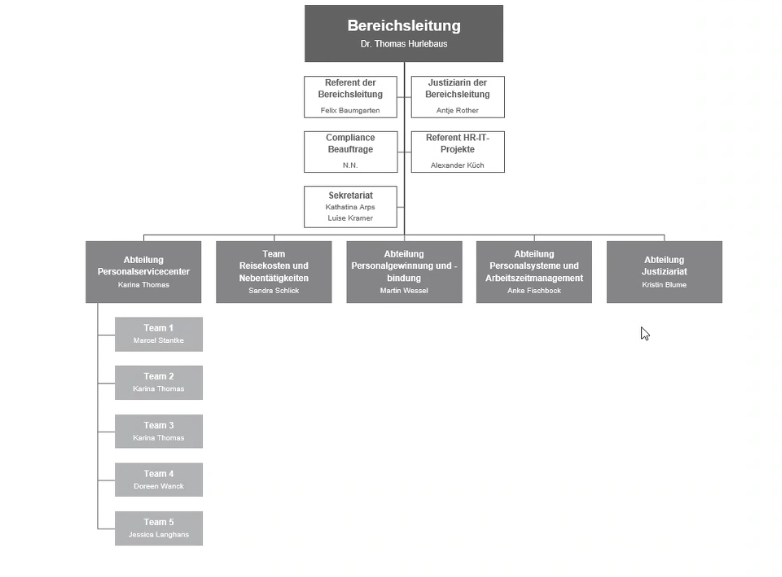 Bereichsleitung
Dr. Thomas Hurlebaus
Referent der
Bereichsleitung
Felix Baumgarten
Justiziarin der
Bereichsleitung
Antje Rother
Compliance
Beauftrage
N.N.
Referent HR-IT-
Projekte
Alexander Küch
Sekretariat
Katharina Arps
Luise Kramer
Abteilung
Personalservicecenter
Karina Thomas
Team
Reisekosten und
Nebentätigkeiten
Sandra Schlick
Abteilung
Personalgewinnung und -
bindung
Martin Wessel
Abteilung
Personalsysteme und
Arbeitszeitmanagement
Anke Fischbock
Abteilung
Justiziariat
Kristin Blume
Team 1
Marcel Stantke
Team 2
Karina Thomas
Team 3
Karina Thomas
Team 4
Doreen Wanck
Team 5
Jessica Langhans